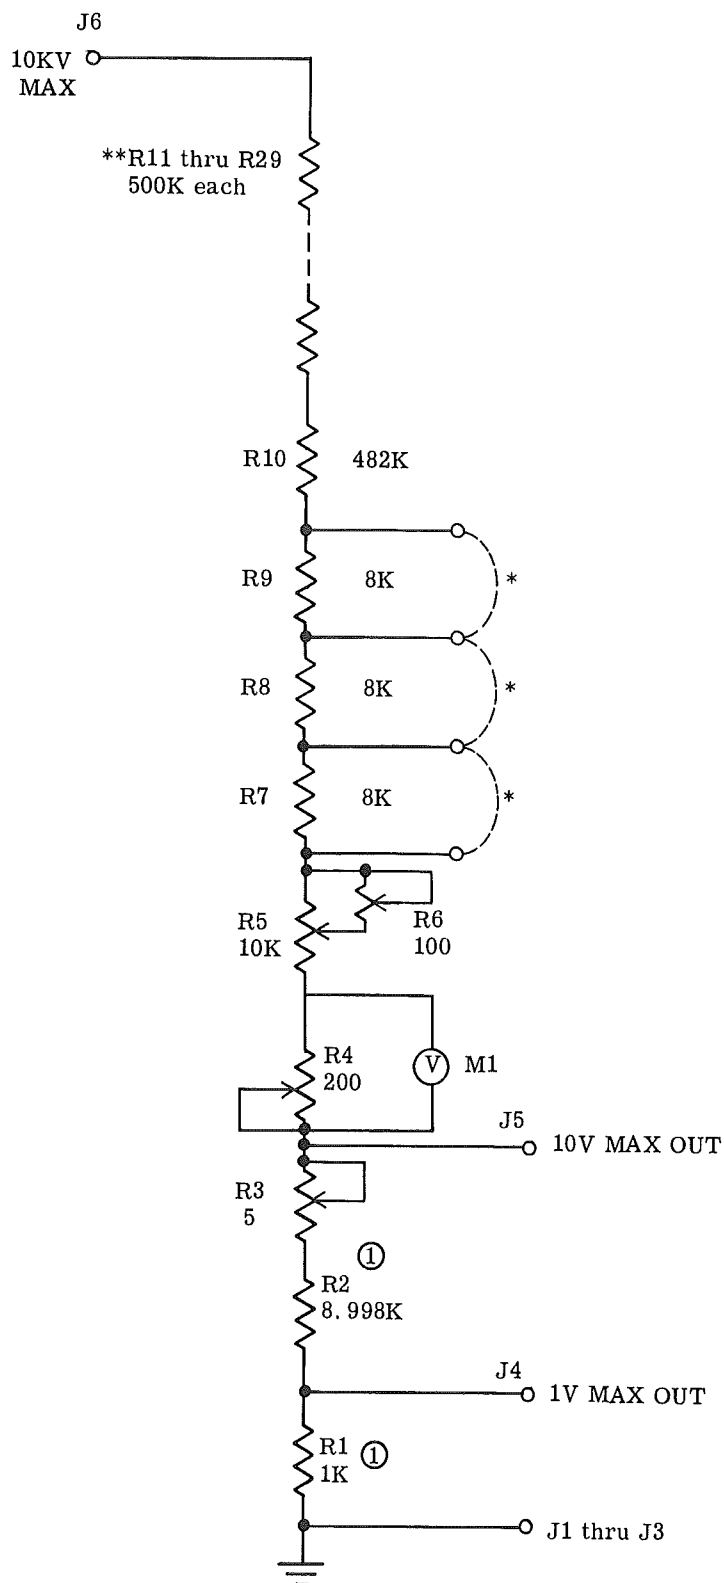 J6
10KV
MAX
**R11 thru R29
500K each
R10 482K
R9 8K *
R8 8K *
R7 8K *
R5
10K
R6
100
R4
200
V M1
J5
10V MAX OUT
R3
5
1
R2
8.998K
J4
1V MAX OUT
R1
1K
1
J1 thru J3